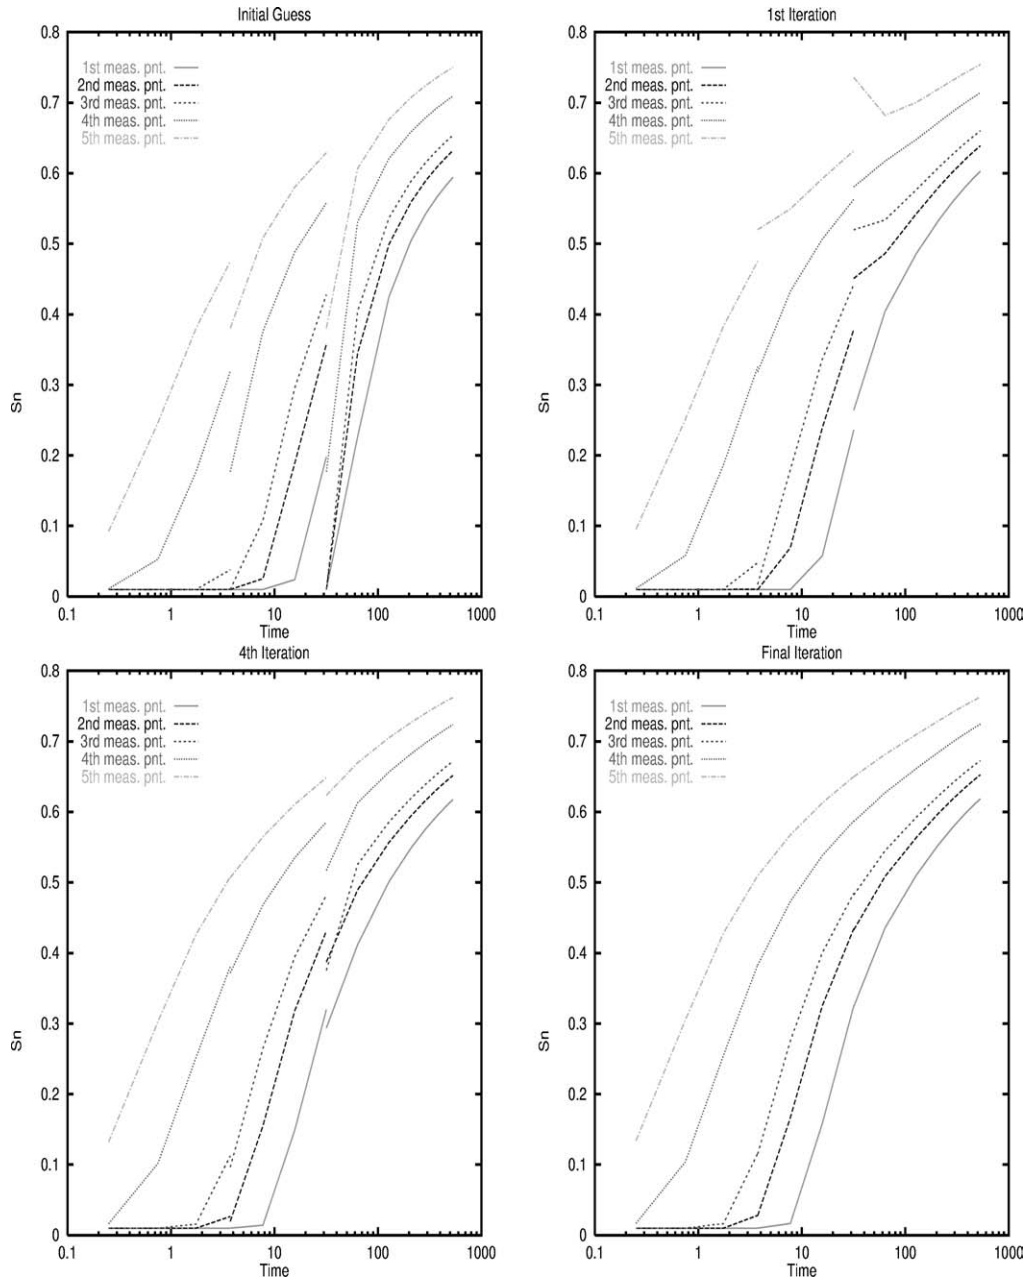 Initial Guess
0.8
0.7
0.6
0.5
0.4
0.3
0.2
0.1
0
Sn
1st meas. pnt.
2nd meas. pnt.
3rd meas. pnt.
4th meas. pnt.
5th meas. pnt.
0.1 1 10 100 1000
Time
1st Iteration
0.8
0.7
0.6
0.5
0.4
0.3
0.2
0.1
0
Sn
1st meas. pnt.
2nd meas. pnt.
3rd meas. pnt.
4th meas. pnt.
5th meas. pnt.
0.1 1 10 100 1000
Time
4th Iteration
0.8
0.7
0.6
0.5
0.4
0.3
0.2
0.1
0
Sn
1st meas. pnt.
2nd meas. pnt.
3rd meas. pnt.
4th meas. pnt.
5th meas. pnt.
0.1 1 10 100 1000
Time
Final Iteration
0.8
0.7
0.6
0.5
0.4
0.3
0.2
0.1
0
Sn
1st meas. pnt.
2nd meas. pnt.
3rd meas. pnt.
4th meas. pnt.
5th meas. pnt.
0.1 1 10 100 1000
Time